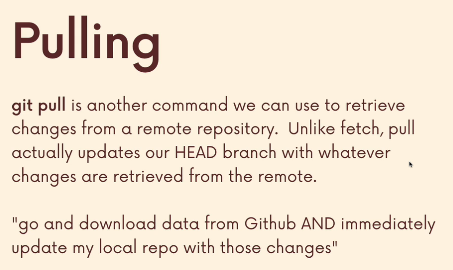 Pulling
git pull is another command we can use to retrieve
changes from a remote repository.  Unlike fetch, pull
actually updates our HEAD branch with whatever
changes are retrieved from the remote.
"go and download data from Github AND immediately
update my local repo with those changes"